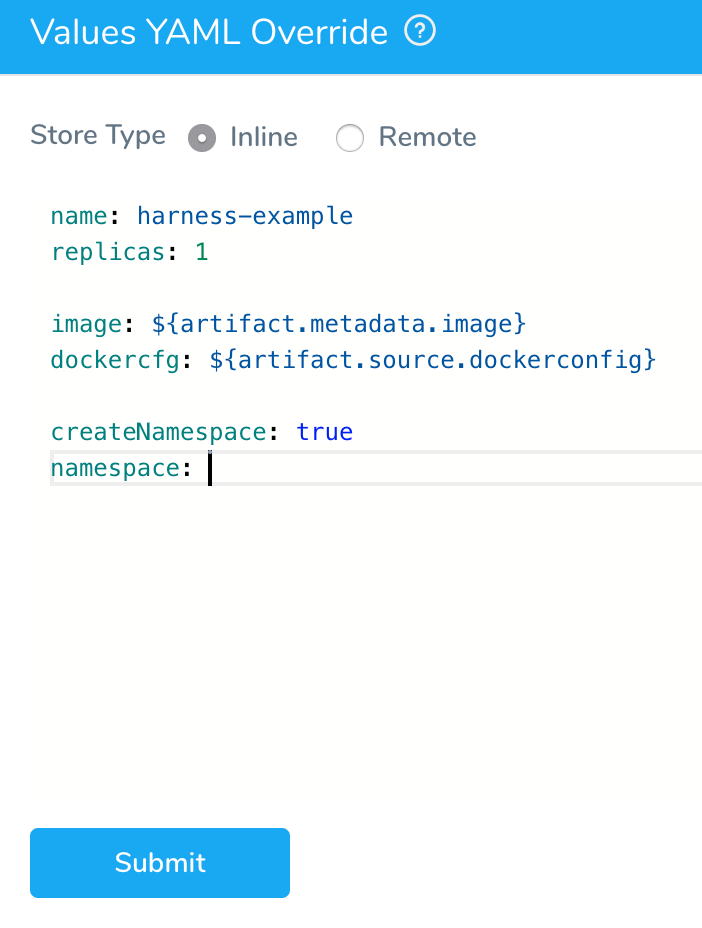 Values YAML Override ?
Store Type Inline Remote
name: harness-example
replicas: 1
image: ${artifact.metadata.image}
dockercfg: ${artifact.source.dockerconfig}
createNamespace: true
namespace:
Submit